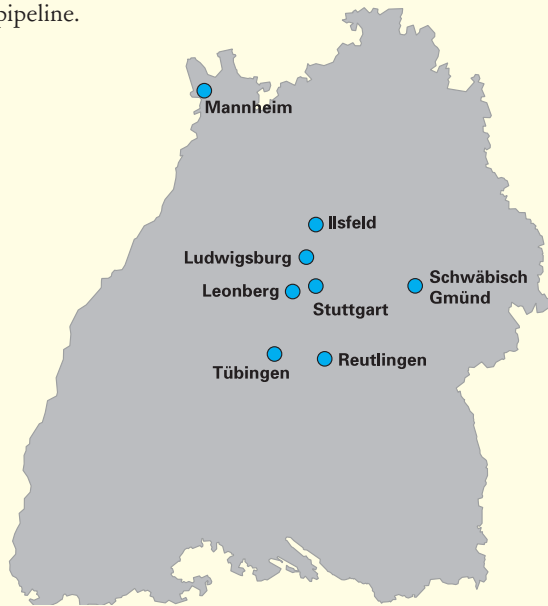 pipeline.
Mannheim
Ilsfeld
Ludwigsburg
Leonberg
Stuttgart
Schwäbisch
Gmünd
Tübingen
Reutlingen